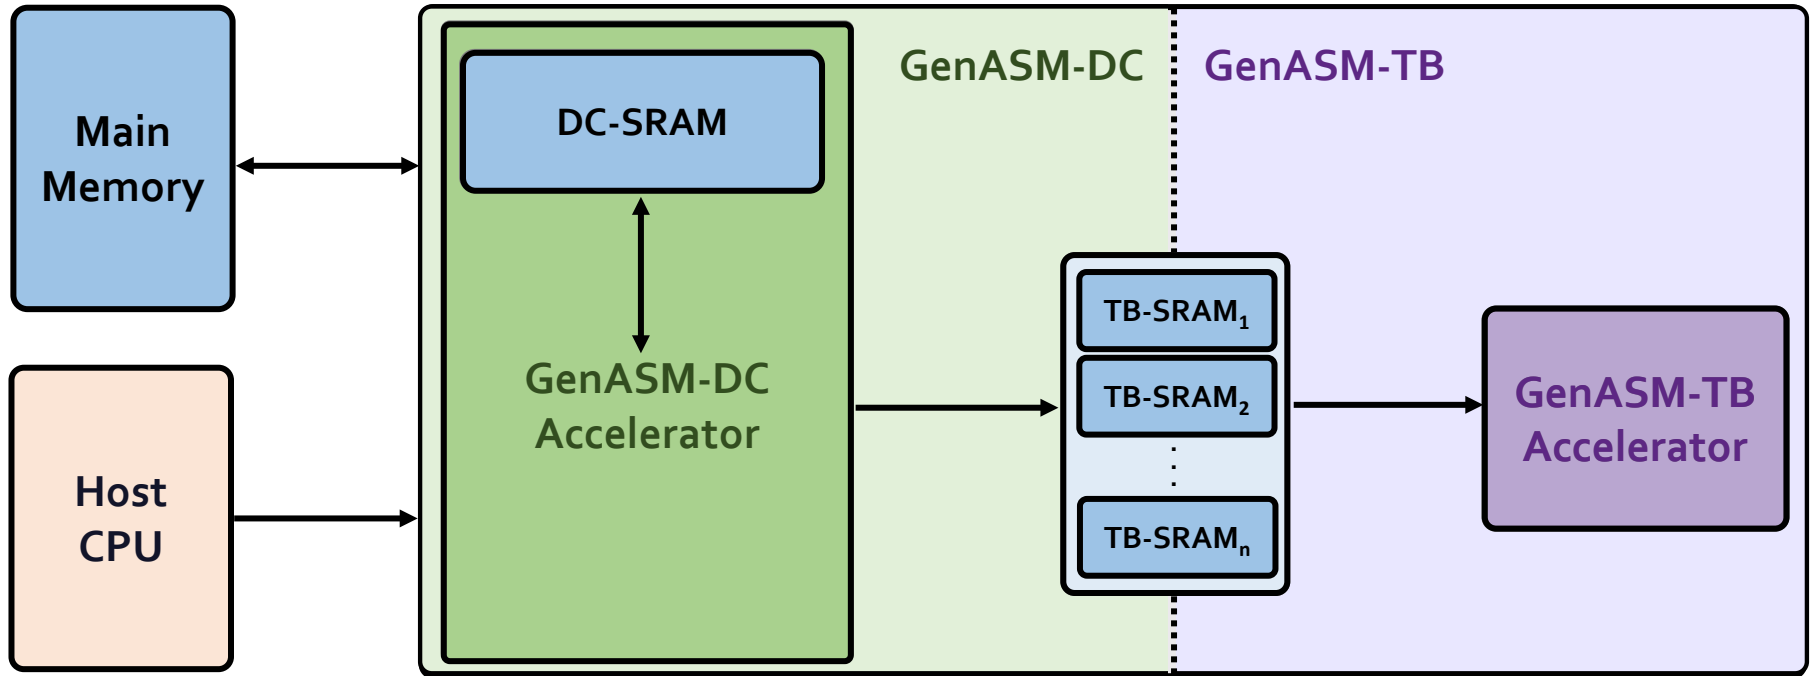 Main
Memory
Host
CPU
DC-SRAM
GenASM-DC
Accelerator
GenASM-DC
GenASM-TB
TB-SRAM₁
TB-SRAM₂
⋮
TB-SRAMₙ
GenASM-TB
Accelerator